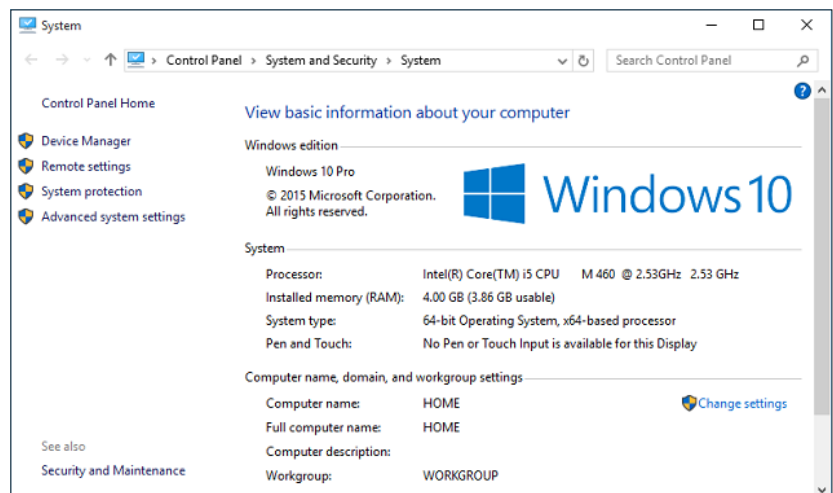 System
Control Panel > System and Security > System
Search Control Panel
Control Panel Home
Device Manager
Remote settings
System protection
Advanced system settings
See also
Security and Maintenance
View basic information about your computer
Windows edition
Windows 10 Pro
© 2015 Microsoft Corporation.
All rights reserved.
Windows 10
System
Processor: Intel(R) Core(TM) i5 CPU M 460 @ 2.53GHz 2.53 GHz
Installed memory (RAM): 4.00 GB (3.86 GB usable)
System type: 64-bit Operating System, x64-based processor
Pen and Touch: No Pen or Touch Input is available for this Display
Computer name, domain, and workgroup settings
Computer name: HOME
Change settings
Full computer name: HOME
Computer description:
Workgroup: WORKGROUP